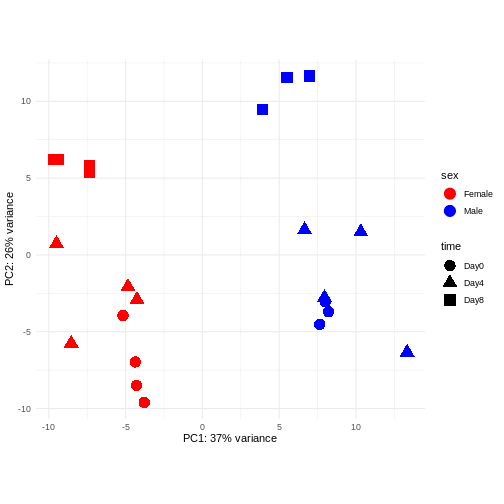 10
5
0
-5
-10
PC2: 26% variance
-10
-5
0
5
10
PC1: 37% variance
sex
Female
Male
time
Day0
Day4
Day8